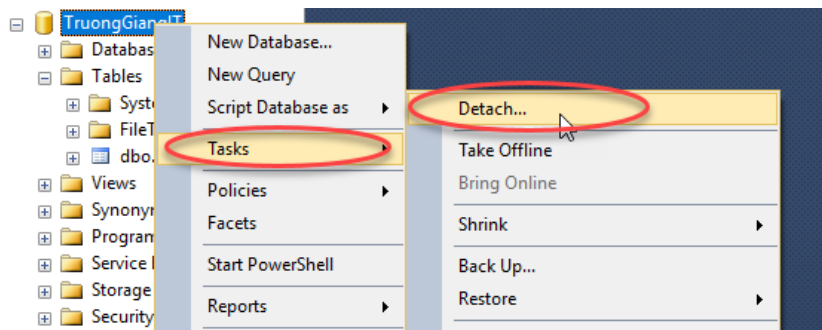 TruongGiangIT
Databas
Tables
Syst
FileT
dbo.
Views
Synonyr
Program
Service
Storage
Security
New Database...
New Query
Script Database as
Tasks
Policies
Facets
Start PowerShell
Reports
Detach...
Take Offline
Bring Online
Shrink
Back Up...
Restore